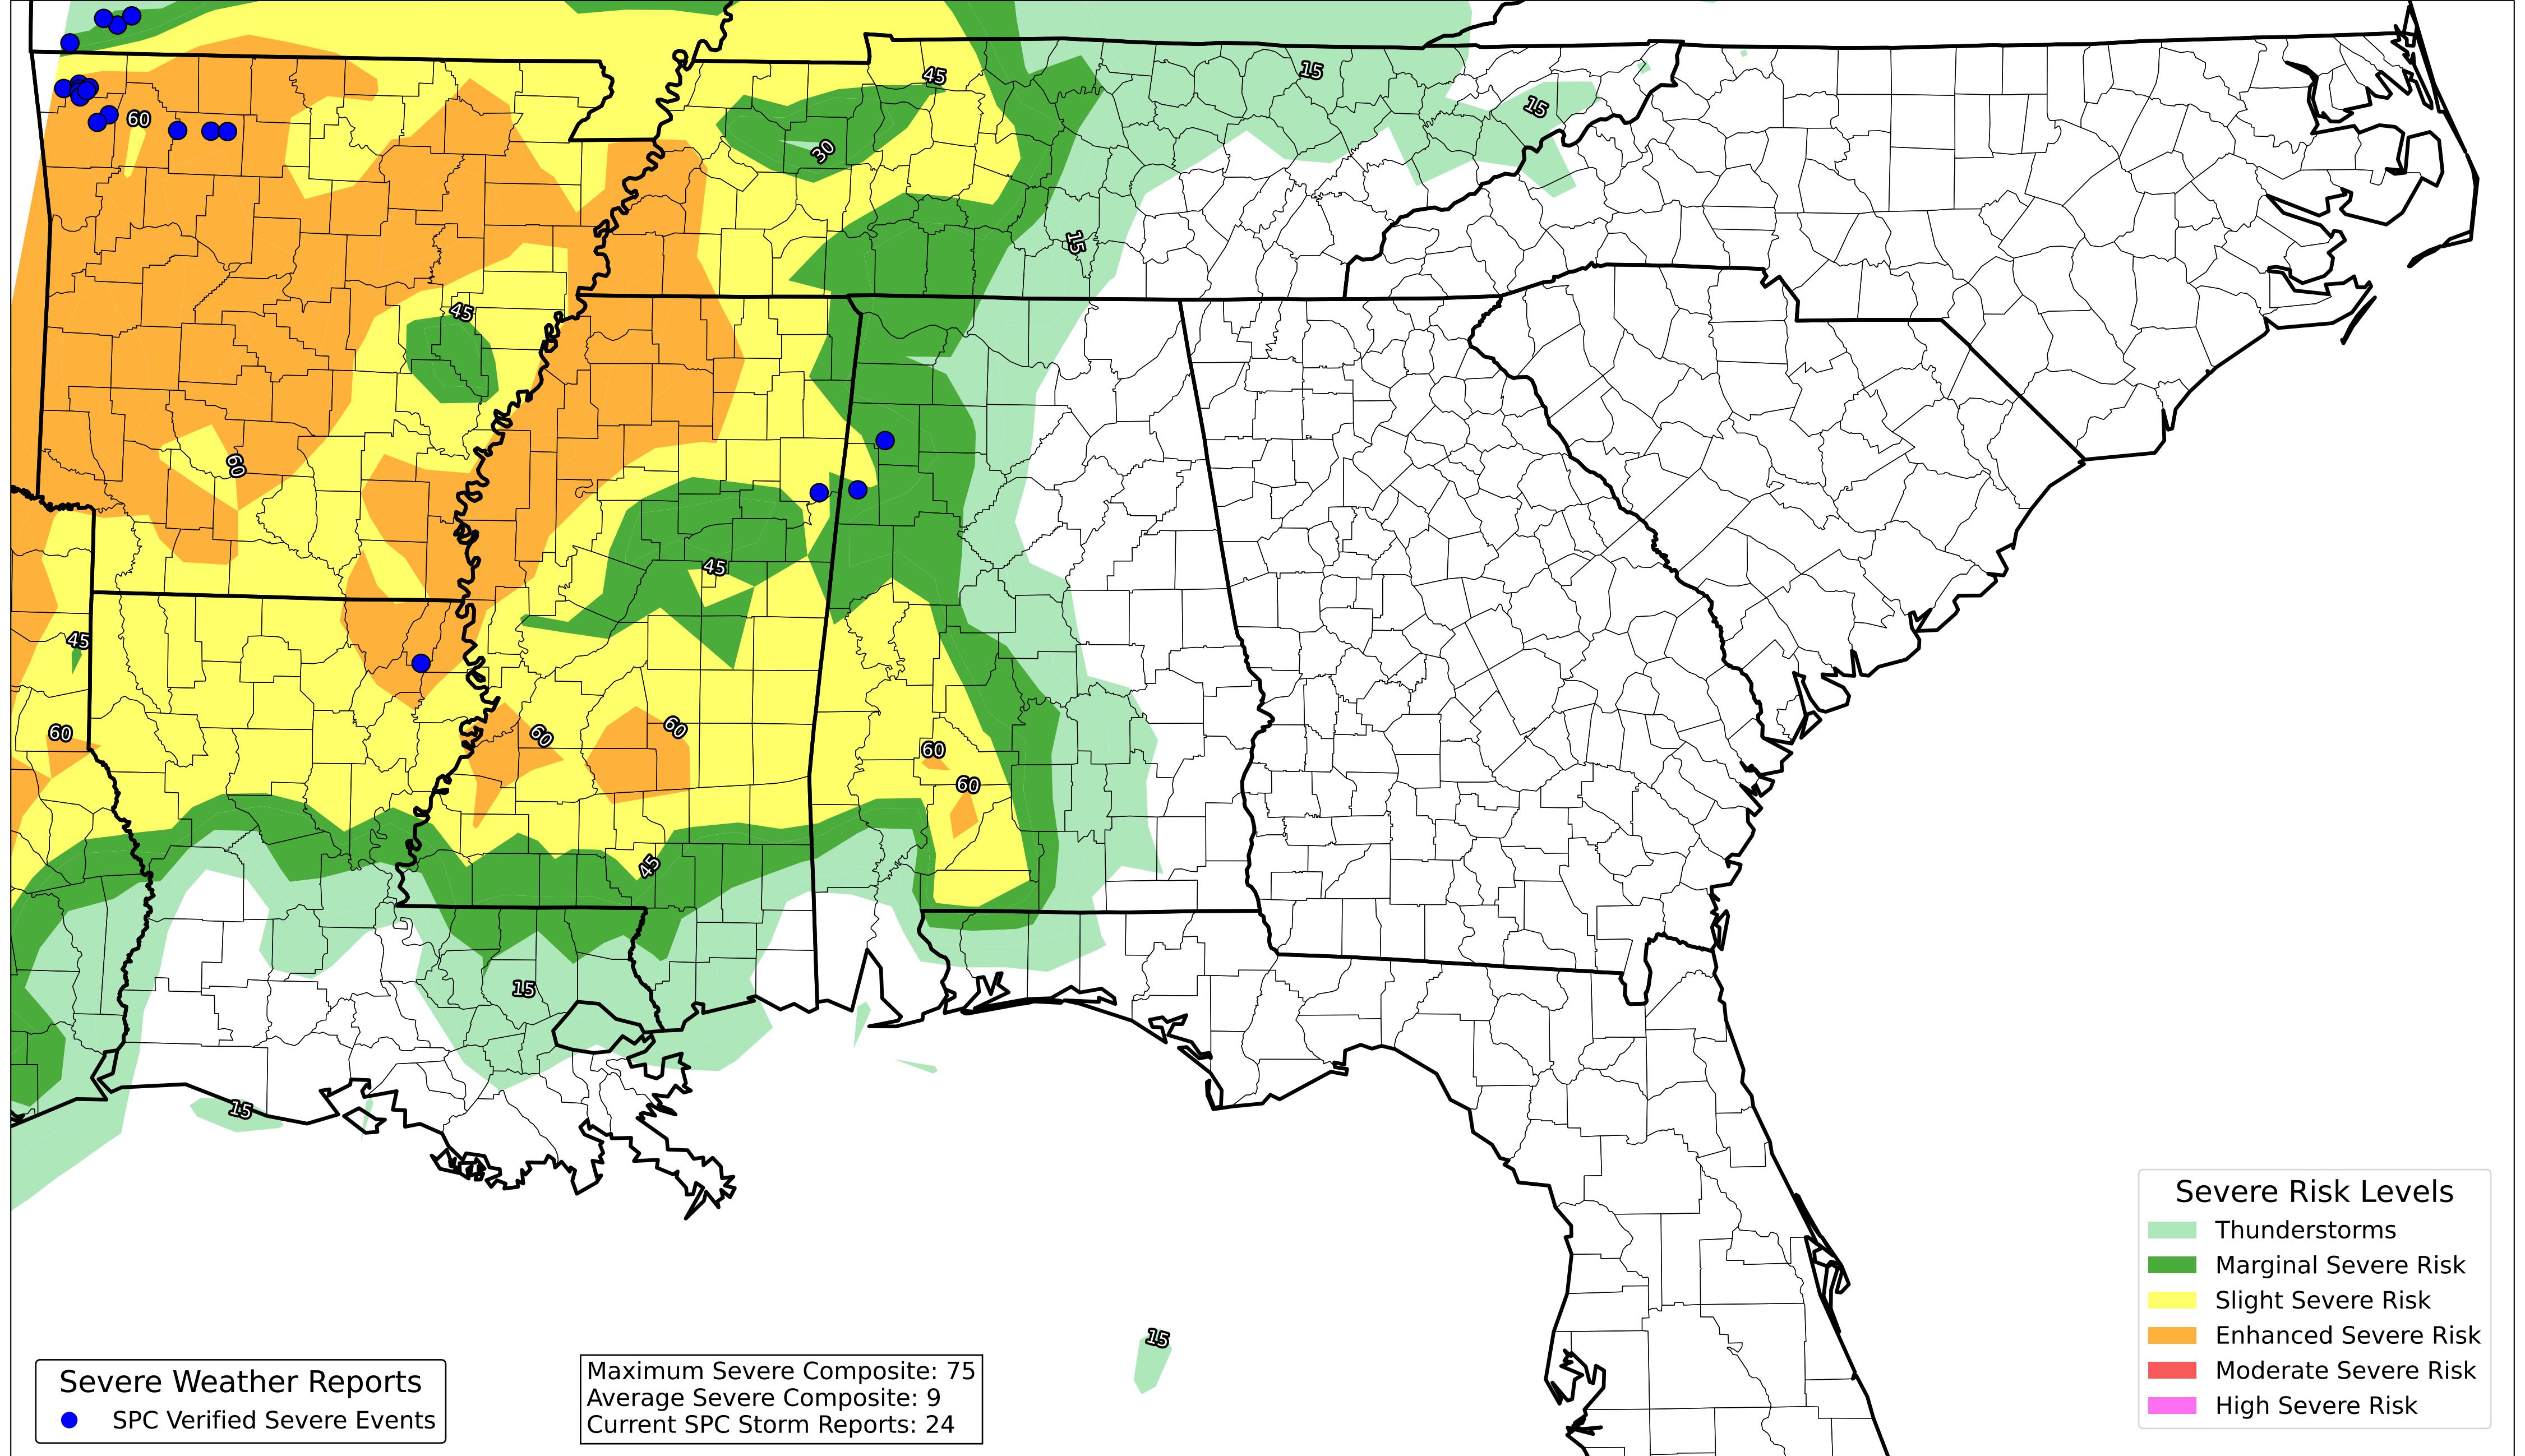 45
15
15
60
30
15
45
60
45
45
60
60
60
60
60
45
15
15
15
Severe Risk Levels
Thunderstorms
Marginal Severe Risk
Slight Severe Risk
Enhanced Severe Risk
Moderate Severe Risk
High Severe Risk
Severe Weather Reports
SPC Verified Severe Events
Maximum Severe Composite: 75
Average Severe Composite: 9
Current SPC Storm Reports: 24